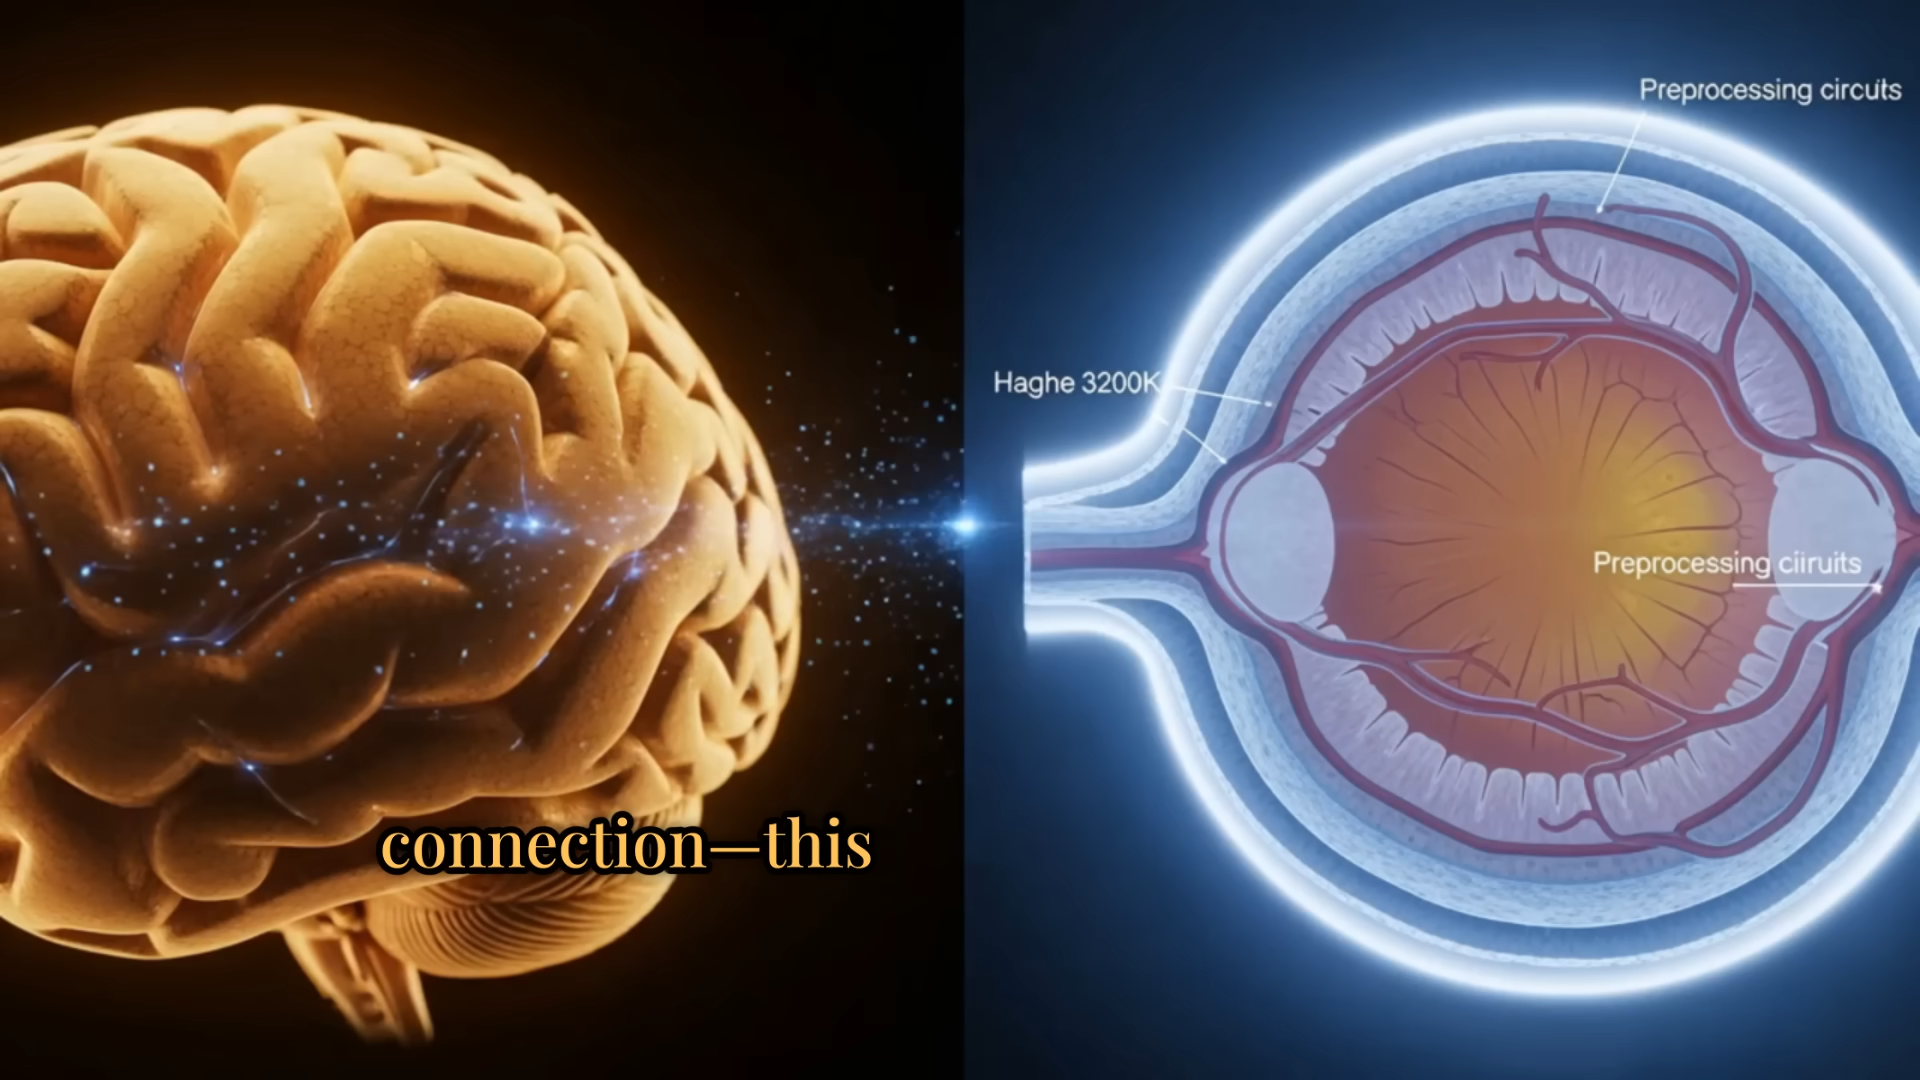 Preprocessing circuts
Haghe 3200K
Preprocessing ciiruits
connection—this